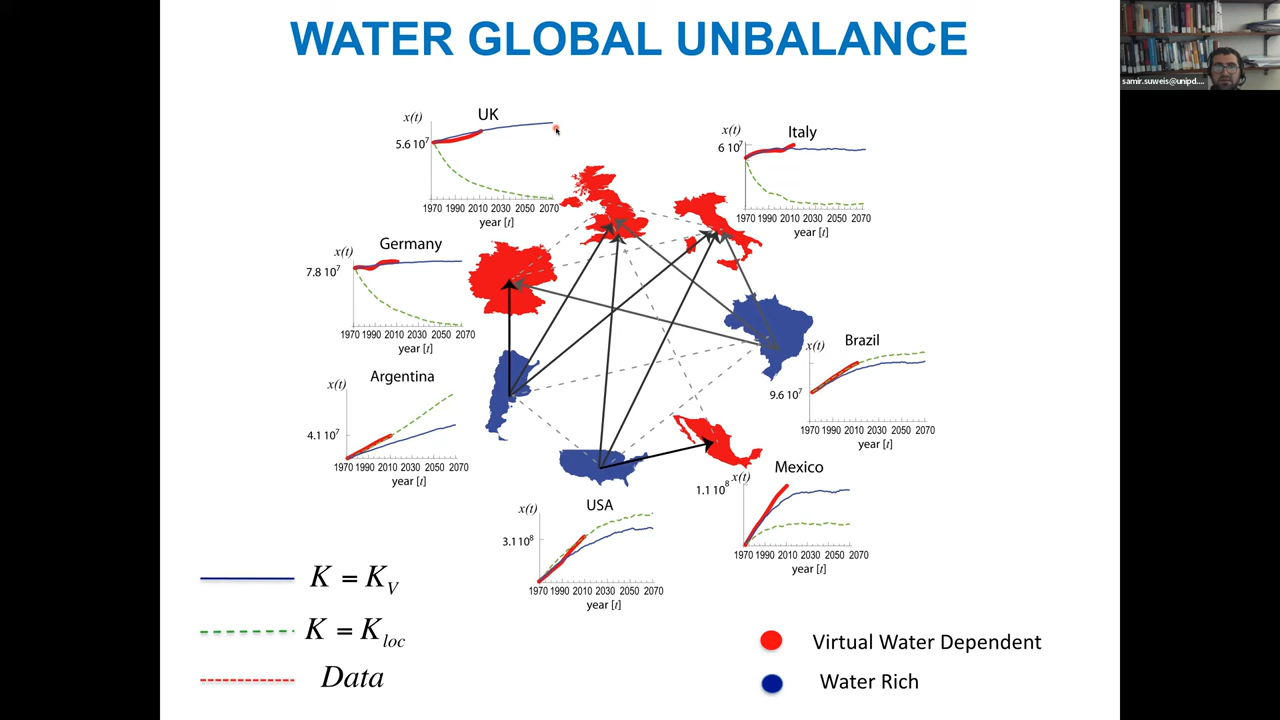 WATER GLOBAL UNBALANCE
samir.suweis@unipd....
UK
x(t)
5.6 10⁷
1970 1990 2010 2030 2050 2070
year [t]
Italy
x(t)
6 10⁷
1970 1990 2010 2030 2050 2070
year [t]
Germany
x(t)
7.8 10⁷
1970 1990 2010 2030 2050 2070
year [t]
Brazil
x(t)
9.6 10⁷
1970 1990 2010 2030 2050 2070
year [t]
Argentina
x(t)
4.1 10⁷
1970 1990 2010 2030 2050 2070
year [t]
Mexico
x(t)
1.1 10⁸
1970 1990 2010 2030 2050 2070
year [t]
USA
x(t)
3.1 10⁸
1970 1990 2010 2030 2050 2070
year [t]
K = K_V
K = K_loc
Data
Virtual Water Dependent
Water Rich